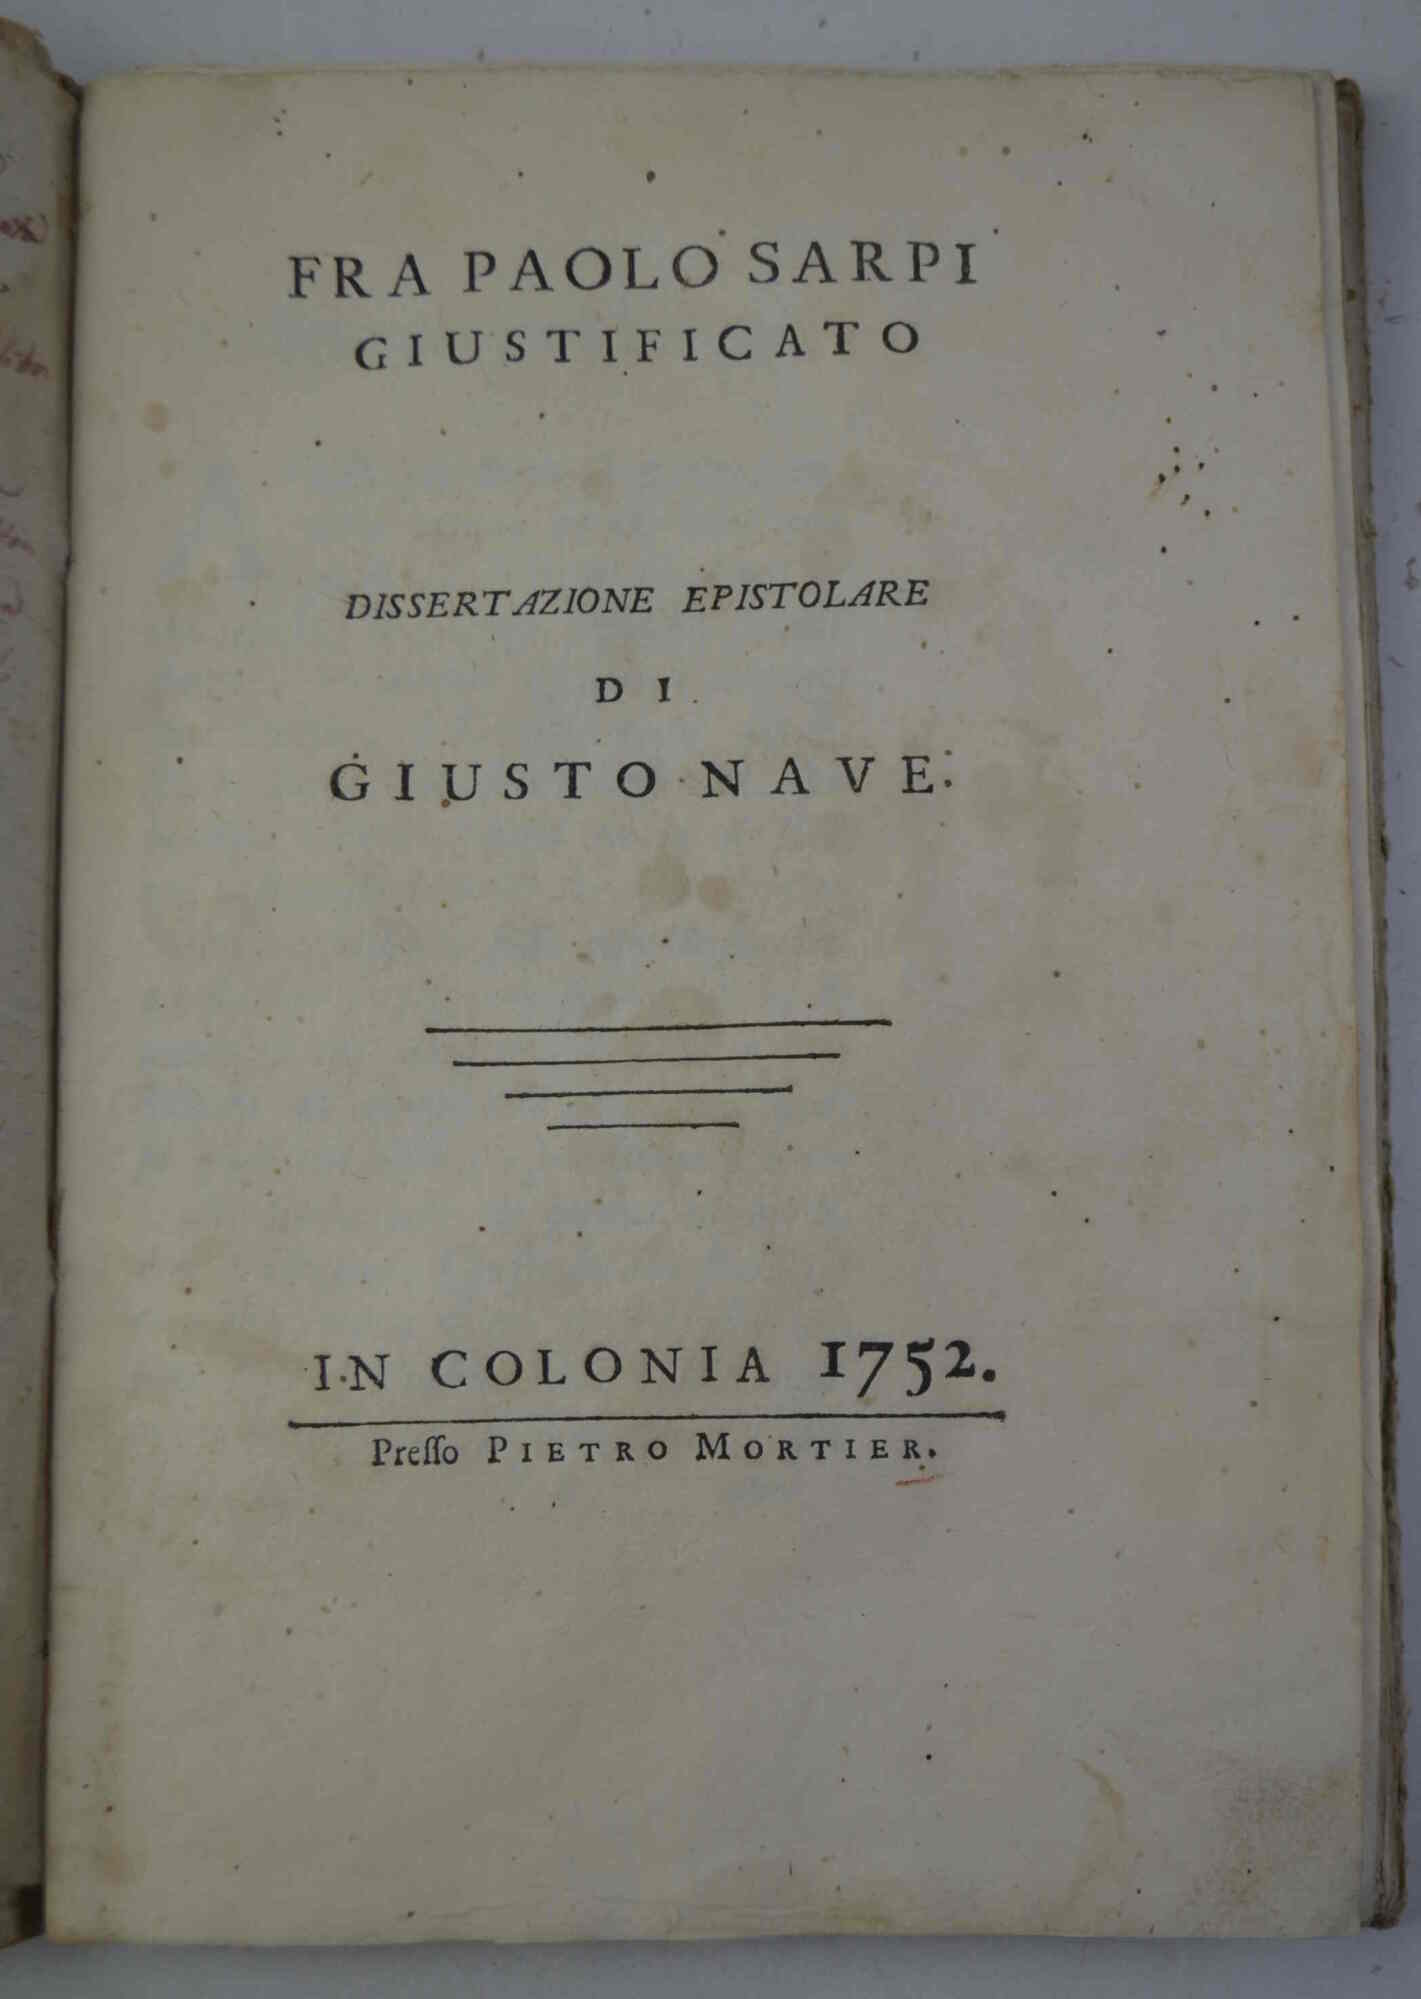 FRA PAOLO SARPI
GIUSTIFICATO
DISSERTAZIONE EPISTOLARE
DI
GIUSTO NAVE.
IN COLONIA 1752.
Preſſo PIETRO MORTIER.